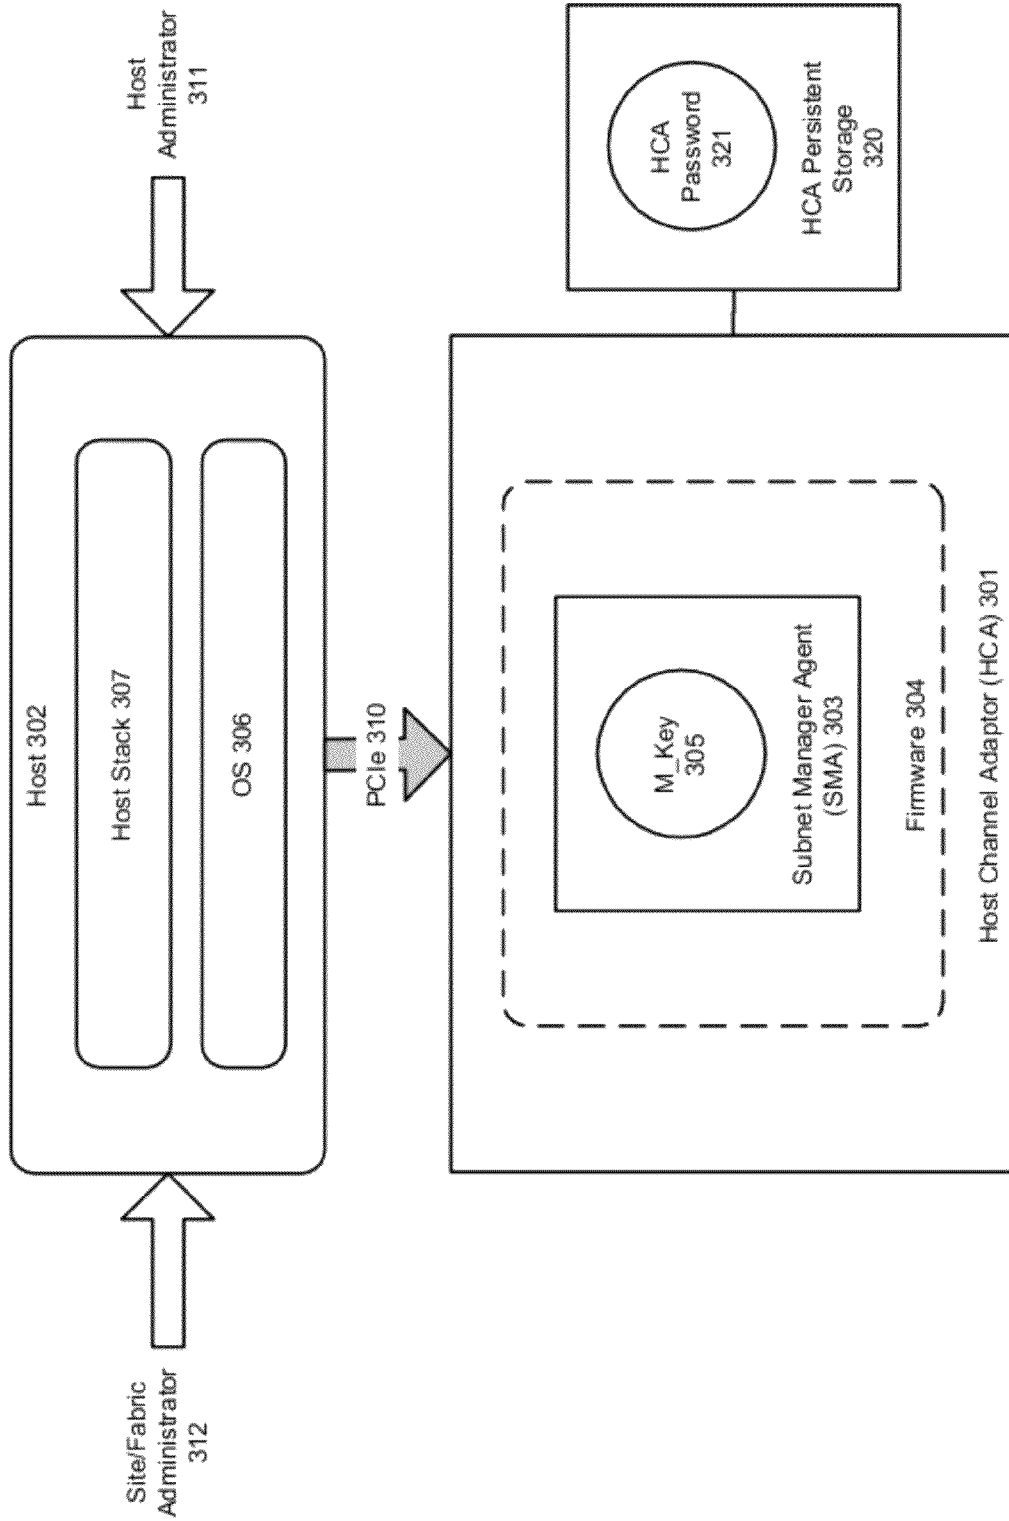 Host 302
Host Stack 307
OS 306
Site/Fabric
Administrator
312
Host
Administrator
311
PCIe 310
M_Key
305
Subnet Manager Agent
(SMA) 303
Firmware 304
Host Channel Adaptor (HCA) 301
HCA
Password
321
HCA Persistent
Storage
320